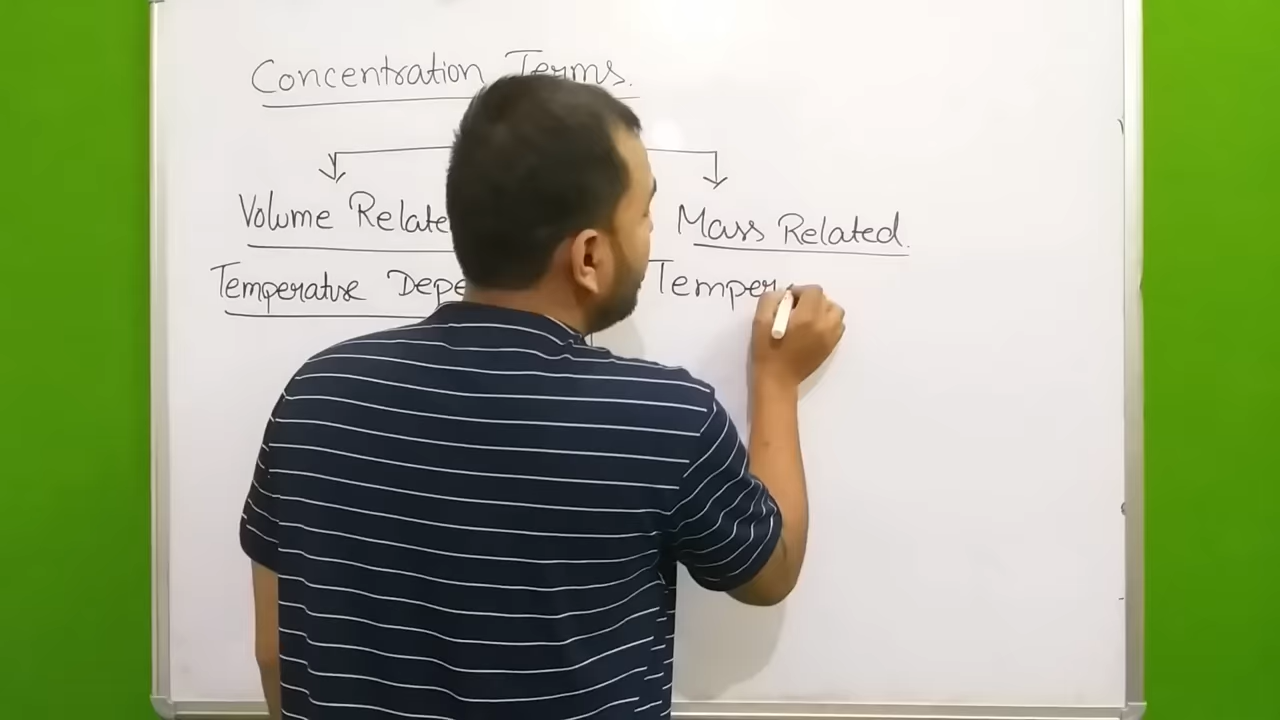 Concentration Terms.
Volume Relate
Mass Related.
Temperature Depe
Temper